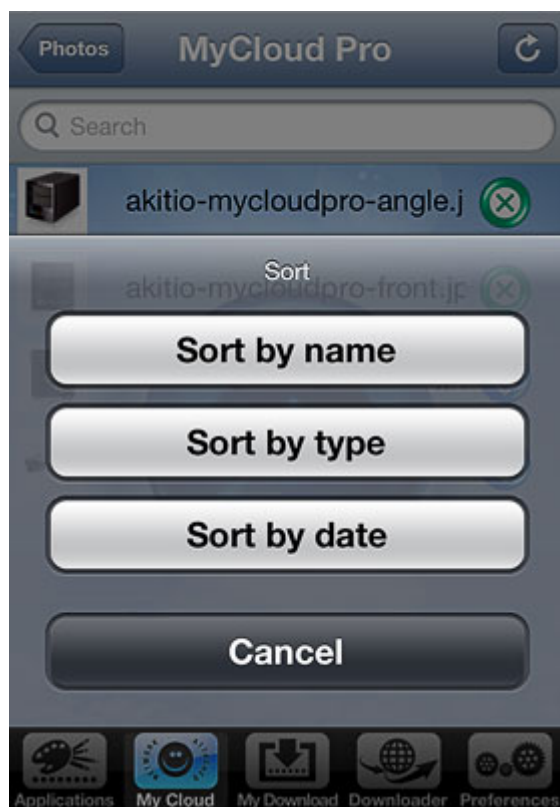 Photos
MyCloud Pro
Search
akitio-mycloudpro-angle.j
Sort
akitio-mycloudpro-front.jp
Sort by name
Sort by type
Sort by date
Cancel
Applications
My Cloud
My Download
Downloader
Preference